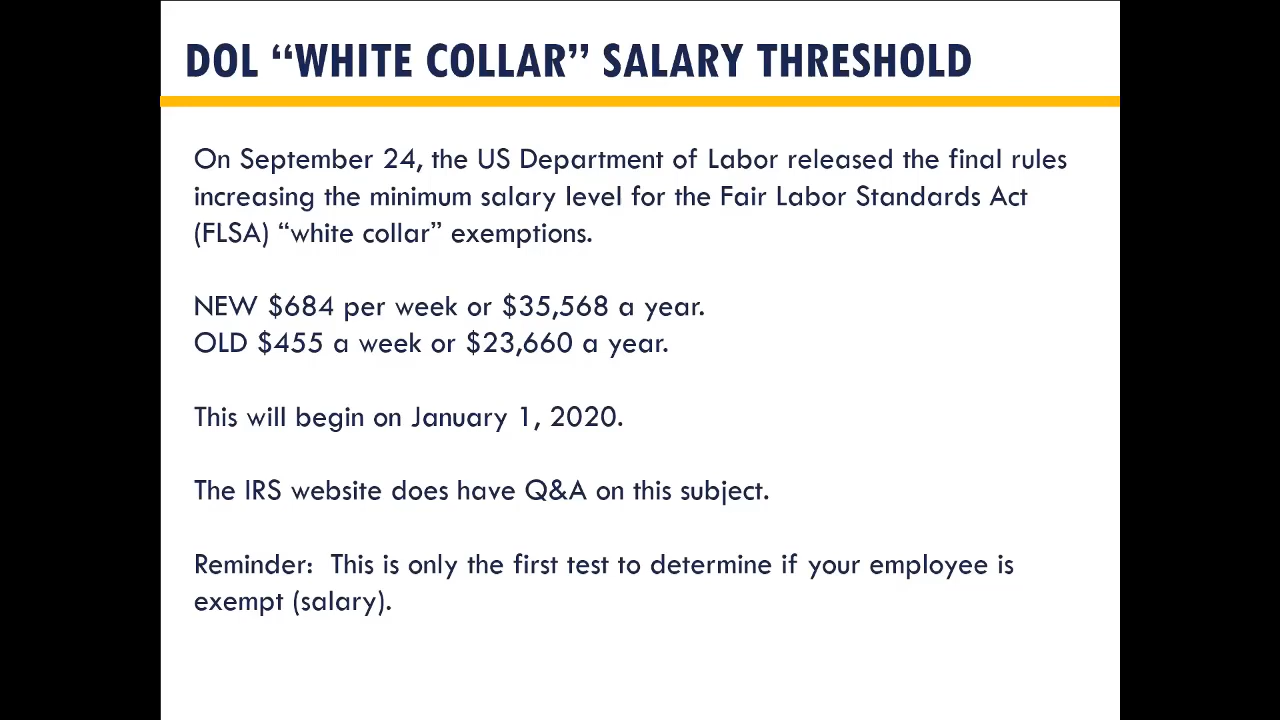 DOL “WHITE COLLAR” SALARY THRESHOLD
On September 24, the US Department of Labor released the final rules
increasing the minimum salary level for the Fair Labor Standards Act
(FLSA) “white collar” exemptions.
NEW $684 per week or $35,568 a year.
OLD $455 a week or $23,660 a year.
This will begin on January 1, 2020.
The IRS website does have Q&A on this subject.
Reminder:  This is only the first test to determine if your employee is
exempt (salary).